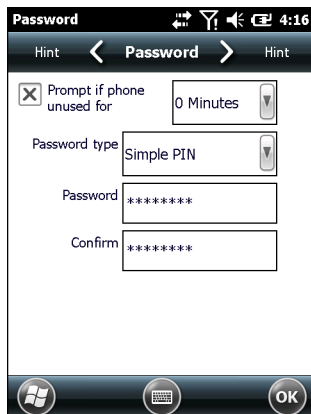 Password 4:16
Hint Password Hint
Prompt if phone
unused for
0 Minutes
Password type
Simple PIN
Password ********
Confirm ********
OK